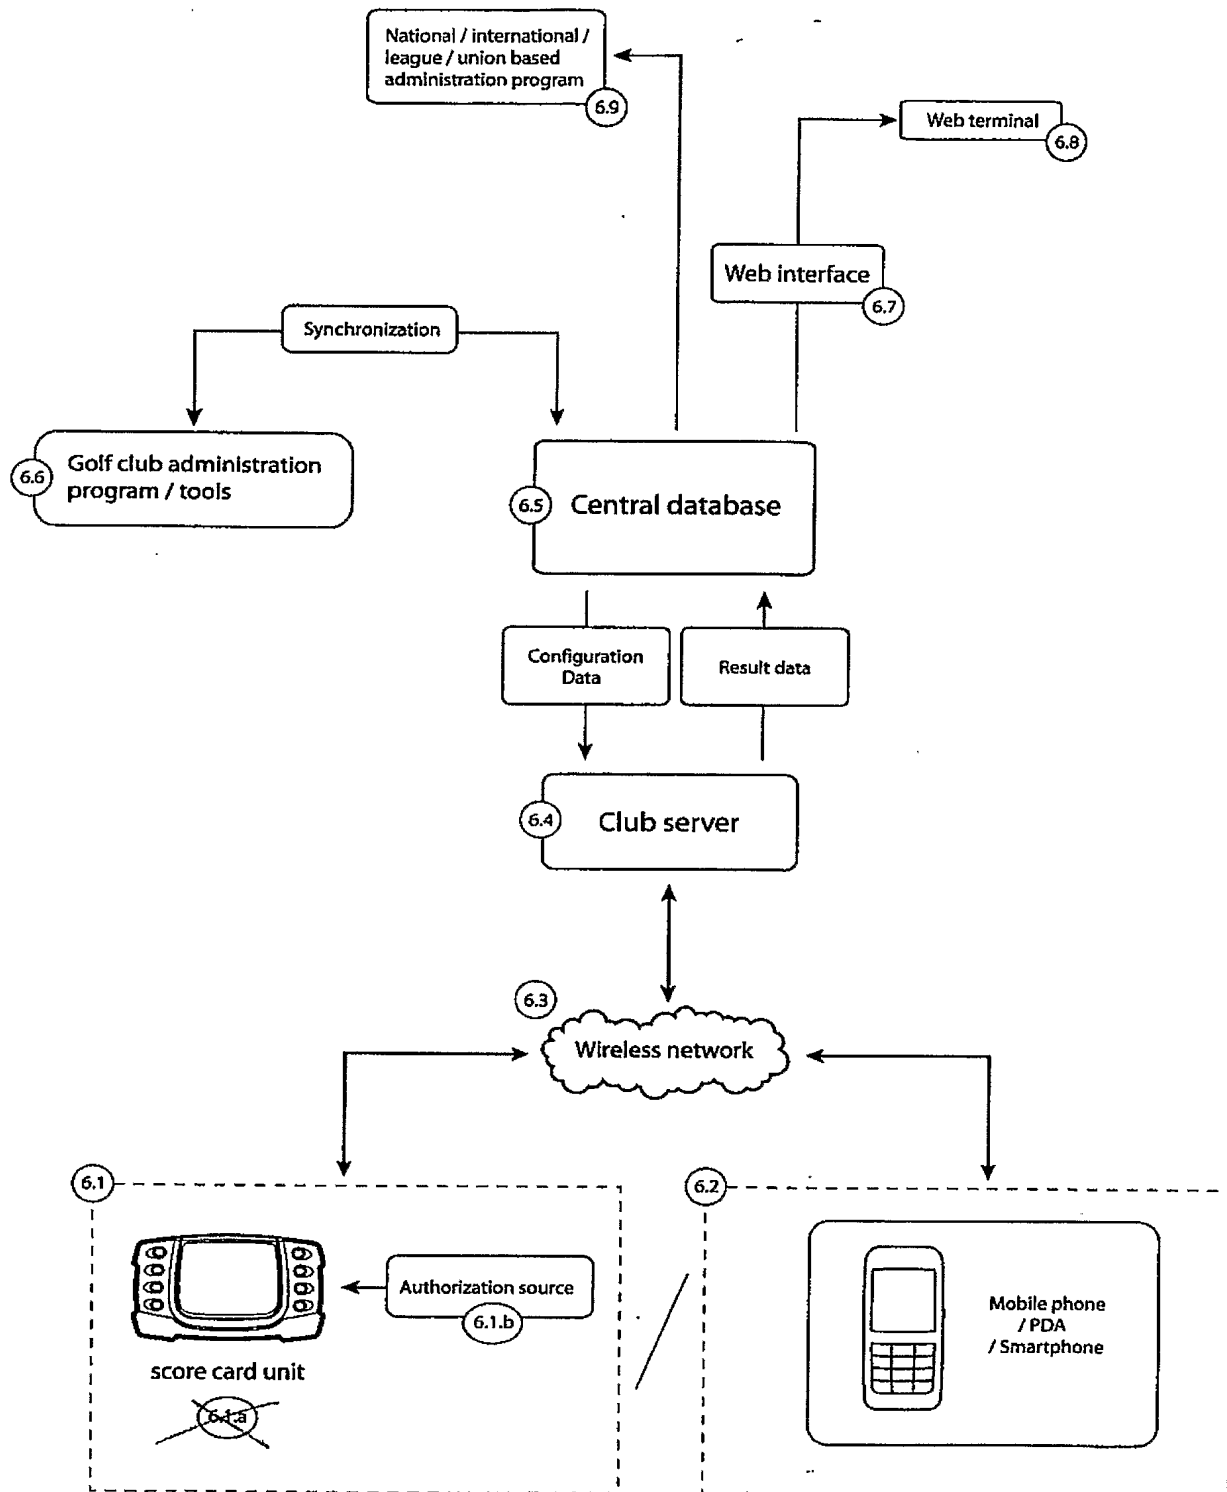 National / international /
league / union based
administration program
6.9
Web terminal
6.8
Web interface
6.7
Synchronization
6.6
Golf club administration
program / tools
6.5
Central database
Configuration
Data
Result data
6.4
Club server
6.3
Wireless network
6.1
6.2
Authorization source
6.1.b
score card unit
6.1.a
Mobile phone
/ PDA
/ Smartphone